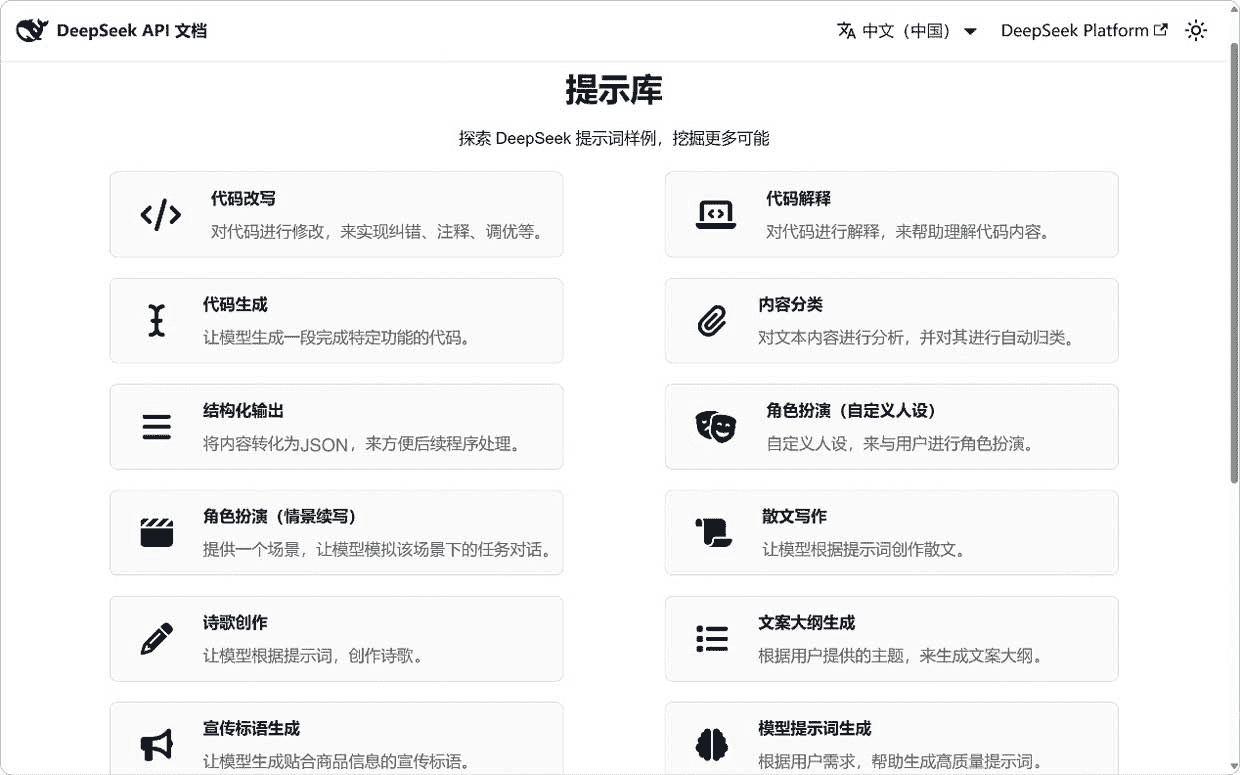 DeepSeek API 文档
中文（中国）
DeepSeek Platform
提示库
探索 DeepSeek 提示词样例，挖掘更多可能
代码改写
对代码进行修改，来实现纠错、注释、调优等。
代码解释
对代码进行解释，来帮助理解代码内容。
代码生成
让模型生成一段完成特定功能的代码。
内容分类
对文本内容进行分析，并对其进行自动归类。
结构化输出
将内容转化为JSON，来方便后续程序处理。
角色扮演（自定义人设）
自定义人设，来与用户进行角色扮演。
角色扮演（情景续写）
提供一个场景，让模型模拟该场景下的任务对话。
散文写作
让模型根据提示词创作散文。
诗歌创作
让模型根据提示词，创作诗歌。
文案大纲生成
根据用户提供的主题，来生成文案大纲。
宣传标语生成
让模型生成贴合商品信息的宣传标语。
模型提示词生成
根据用户需求，帮助生成高质量提示词。